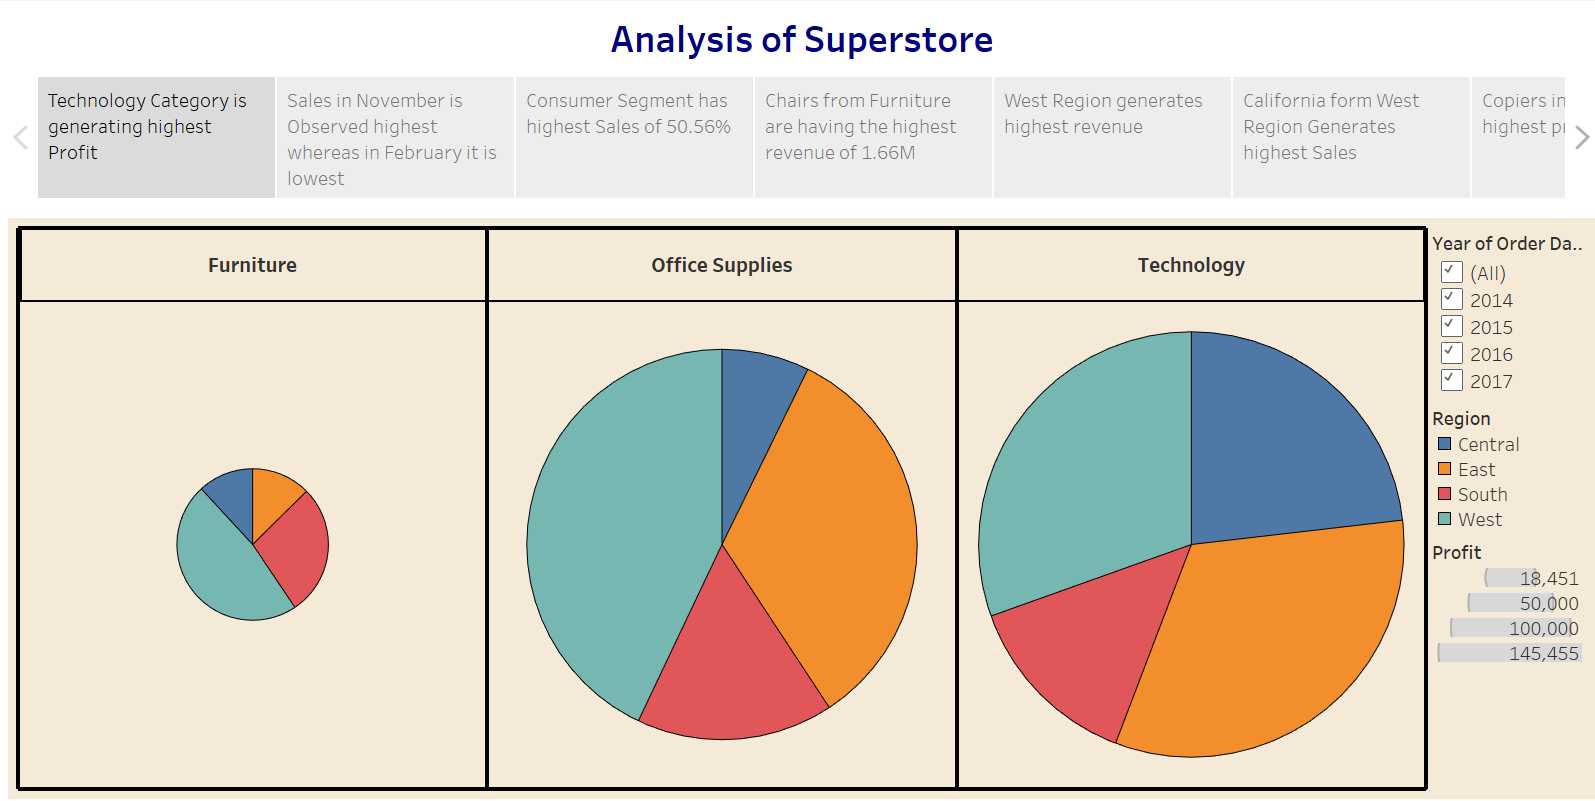 Analysis of Superstore
Technology Category is
generating highest
Profit
Sales in November is
Observed highest
whereas in February it is
lowest
Consumer Segment has
highest Sales of 50.56%
Chairs from Furniture
are having the highest
revenue of 1.66M
West Region generates
highest revenue
California form West
Region Generates
highest Sales
Copiers in
highest
Furniture
Office Supplies
Technology
Year of Order Da..
(All)
2014
2015
2016
2017
Region
Central
East
South
West
Profit
18,451
50,000
100,000
145,455